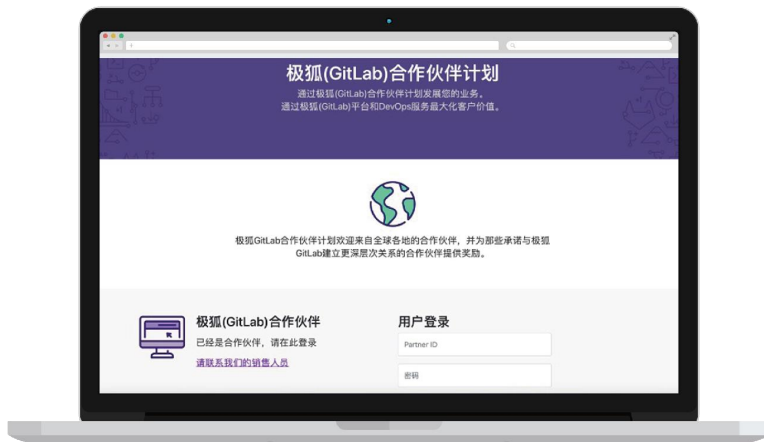 极狐(GitLab)合作伙伴计划
通过极狐(GitLab)合作伙伴计划发展您的业务。
通过极狐(GitLab)平台和DevOps服务最大化客户价值。
极狐GitLab合作伙伴计划欢迎来自全球各地的合作伙伴，并为那些承诺与极狐
GitLab建立更深层次关系的合作伙伴提供奖励。
极狐(GitLab)合作伙伴
已经是合作伙伴，请在此登录
请联系我们的销售人员
用户登录
Partner ID
密码